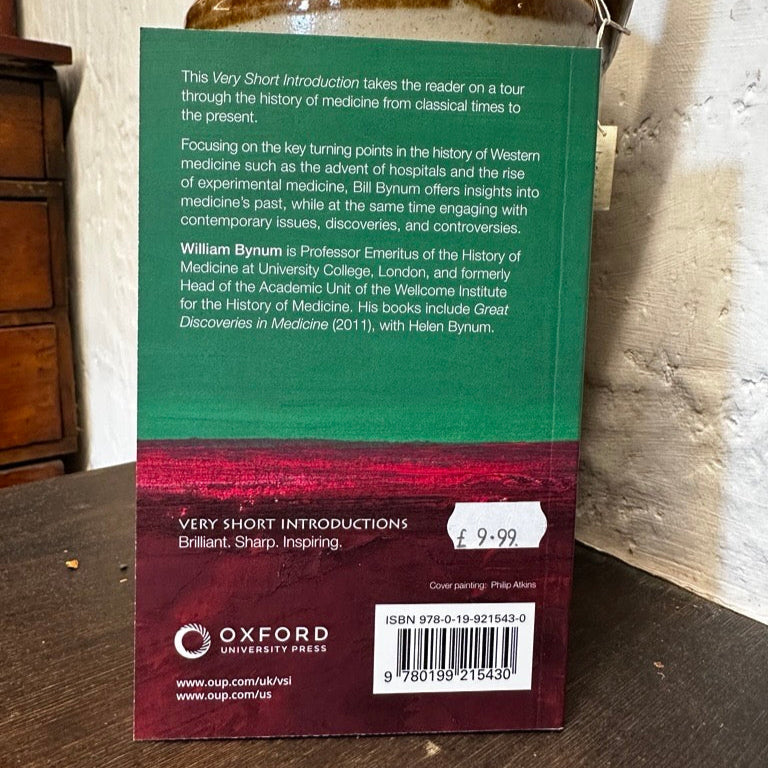 This Very Short Introduction takes the reader on a tour
through the history of medicine from classical times to
the present.
Focusing on the key turning points in the history of Western
medicine such as the advent of hospitals and the rise
of experimental medicine, Bill Bynum offers insights into
medicine's past, while at the same time engaging with
contemporary issues, discoveries, and controversies.
William Bynum is Professor Emeritus of the History of
Medicine at University College, London, and formerly
Head of the Academic Unit of the Wellcome Institute
for the History of Medicine. His books include Great
Discoveries in Medicine (2011), with Helen Bynum.
VERY SHORT INTRODUCTIONS
Brilliant. Sharp. Inspiring.
£ 9.99.
Cover painting: Philip Atkins
ISBN 978-0-19-921543-0
9 780199 215430
OXFORD
UNIVERSITY PRESS
www.oup.com/uk/vsi
www.oup.com/us